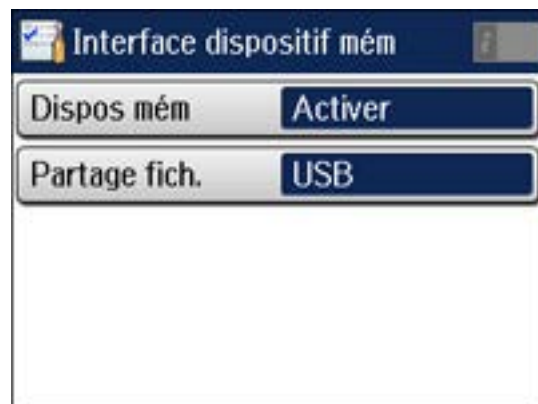 Interface dispositif mém
Dispos mém Activer
Partage fich. USB